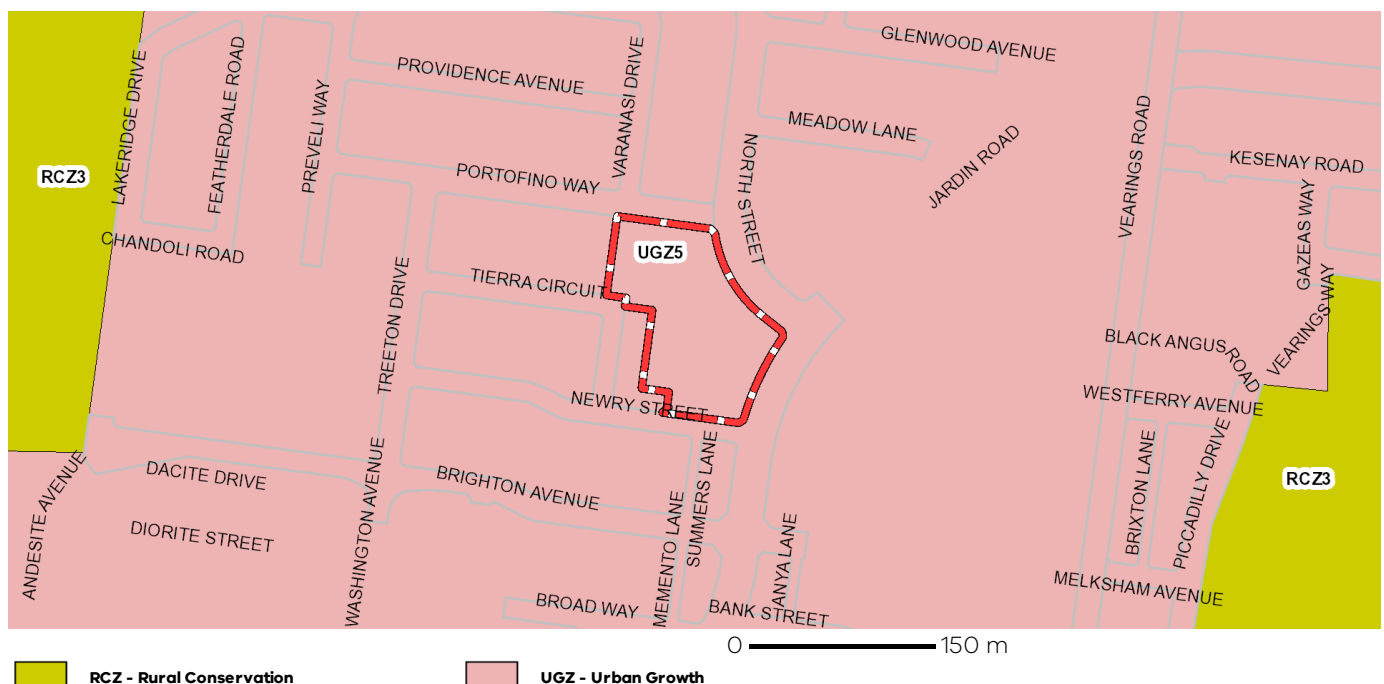 GLENWOOD AVENUE
LAKERIDGE DRIVE
FEATHERDALE ROAD
PREVELI WAY
PROVIDENCE AVENUE
VARANASI DRIVE
MEADOW LANE
NORTH STREET
JARDIN ROAD
VEARINGS ROAD
KESENAY ROAD
RCZ3
PORTOFINO WAY
GAZEAS WAY
CHANDOLI ROAD
UGZ5
TIERRA CIRCUIT
TREETON DRIVE
VEARINGS WAY
BLACK ANGUS ROAD
NEWRY STREET
WESTFERRY AVENUE
ANDESITE AVENUE
DACITE DRIVE
WASHINGTON AVENUE
BRIGHTON AVENUE
SUMMERS LANE
MEMENTO LANE
BRIXTON LANE
PICCADILLY DRIVE
RCZ3
DIORITE STREET
ANYA LANE
MELKSHAM AVENUE
BROAD WAY
BANK STREET
0 150 m
RCZ - Rural Conservation
UGZ - Urban Growth